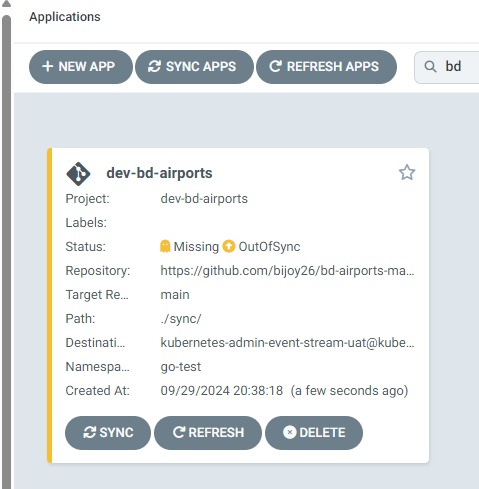 Applications
+ NEW APP SYNC APPS REFRESH APPS bd
dev-bd-airports
Project: dev-bd-airports
Labels:
Status: Missing OutOfSync
Repository: https://github.com/bijoy26/bd-airports-ma...
Target Re... main
Path: ./sync/
Destinati... kubernetes-admin-event-stream-uat@kube...
Namespa... go-test
Created At: 09/29/2024 20:38:18 (a few seconds ago)
SYNC REFRESH DELETE